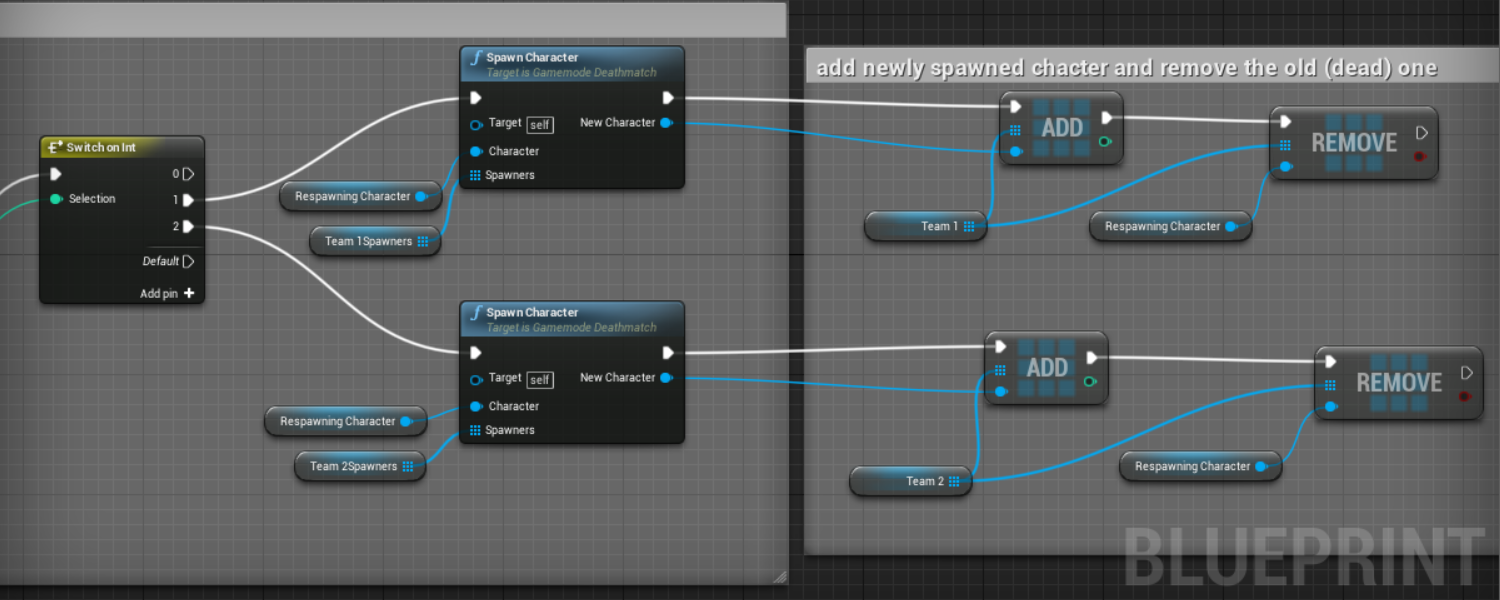 add newly spawned chacter and remove the old (dead) one
Switch on Int
0
Selection
1
2
Default
Add pin
Spawn Character
Target is Gamemode Deathmatch
Target self
New Character
Character
Spawners
Respawning Character
Team 1Spawners
Spawn Character
Target is Gamemode Deathmatch
Target self
New Character
Character
Spawners
Respawning Character
Team 2Spawners
ADD
REMOVE
Team 1
Respawning Character
ADD
REMOVE
Team 2
Respawning Character
BLUEPRINT